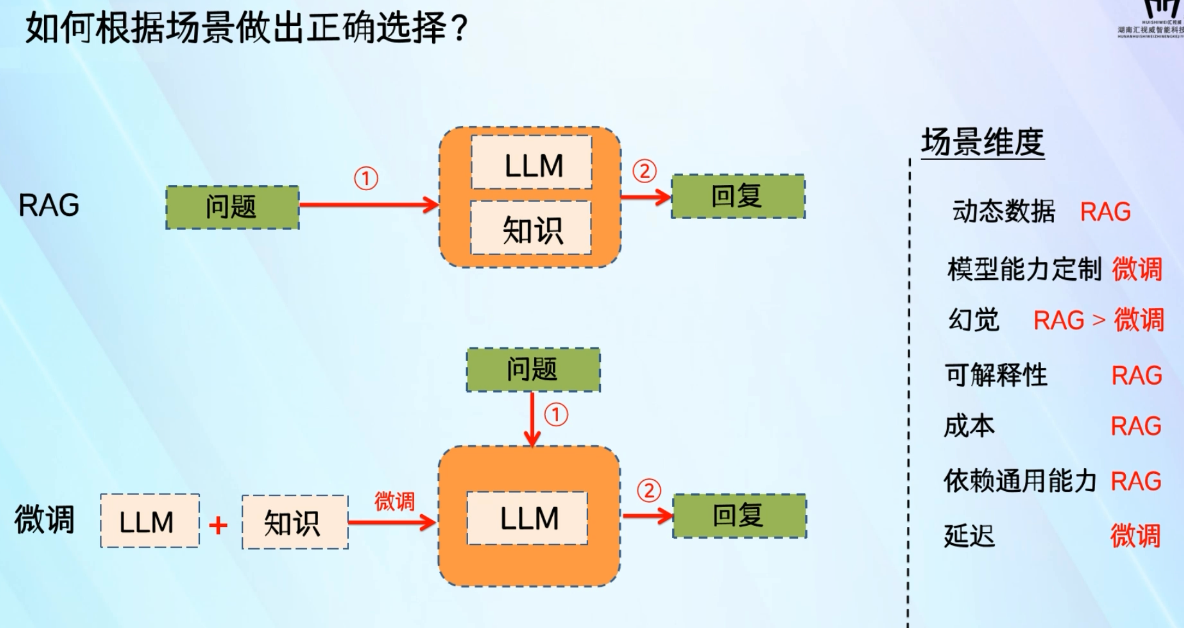 如何根据场景做出正确选择？
湖南汇视威智能科技
RAG
问题
①
LLM
知识
②
回复
微调
LLM
+
知识
微调
问题
①
LLM
②
回复
场景维度
动态数据 RAG
模型能力定制 微调
幻觉 RAG > 微调
可解释性 RAG
成本 RAG
依赖通用能力 RAG
延迟 微调